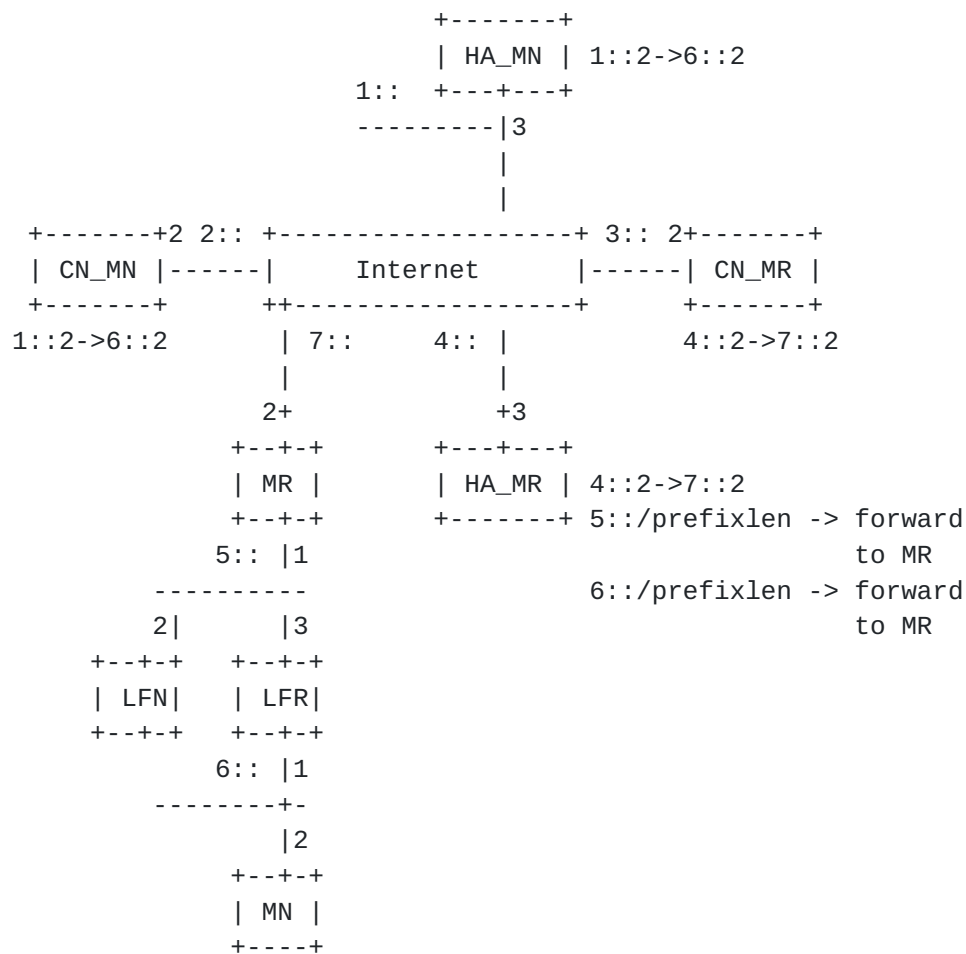 +-------+
                       | HA_MN | 1::2->6::2
                  1::  +---+---+
                  ---------|3
                           |
                           |
 +-------+2 2:: +-------------------+ 3:: 2+-------+
 | CN_MN |------|     Internet      |------| CN_MR |
 +-------+      ++------------------+      +-------+
1::2->6::2       | 7::     4:: |           4::2->7::2
                 |             |
                2+             +3
              +--+-+       +---+---+
              | MR |       | HA_MR | 4::2->7::2
              +--+-+       +-------+ 5::/prefixlen -> forward
             5:: |1                                   to MR
         ----------                  6::/prefixlen -> forward
          2|      |3                                  to MR
     +--+-+   +--+-+
     | LFN|   | LFR|
     +--+-+   +--+-+
             6:: |1
         --------+-
                 |2
              +--+-+
              | MN |
              +----+